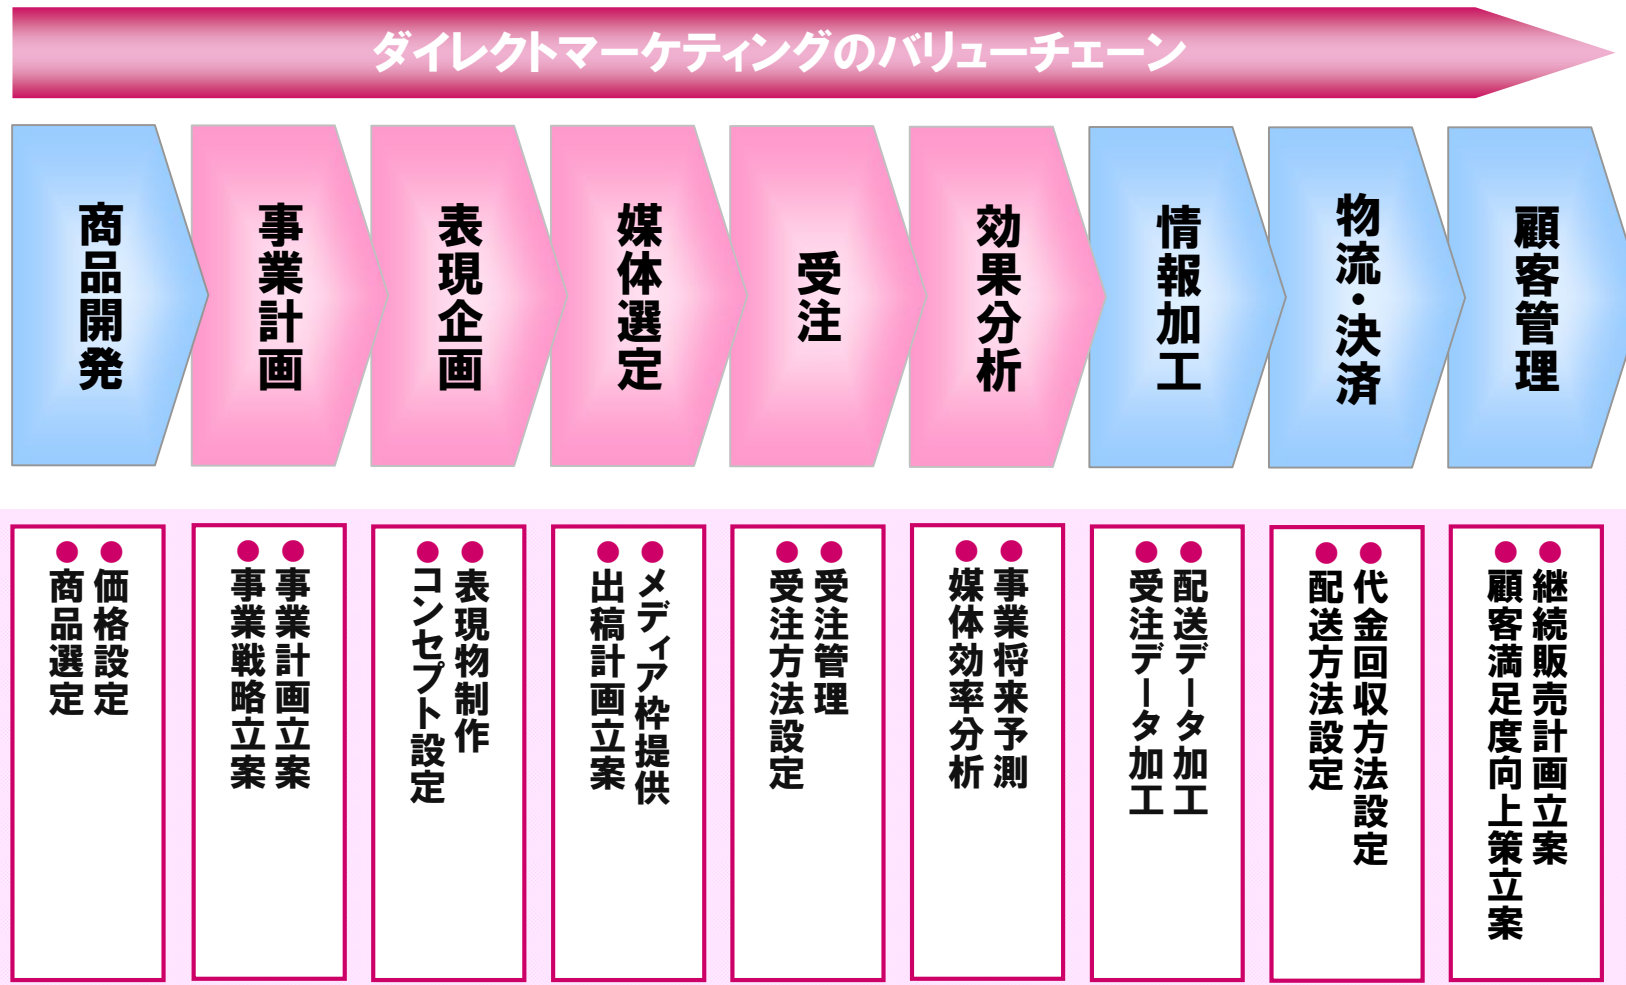 ダイレクトマーケティングのバリューチェーン
商品開発
事業計画
表現企画
媒体選定
受注
効果分析
情報加工
物流・決済
顧客管理
●価格設定
●商品選定
●事業計画立案
●事業戦略立案
●表現物制作
●コンセプト設定
●メディア枠提供
●出稿計画立案
●受注管理
●受注方法設定
●事業将来予測
●媒体効率分析
●配送データ加工
●受注データ加工
●代金回収方法設定
●配送方法設定
●継続販売計画立案
●顧客満足度向上策立案